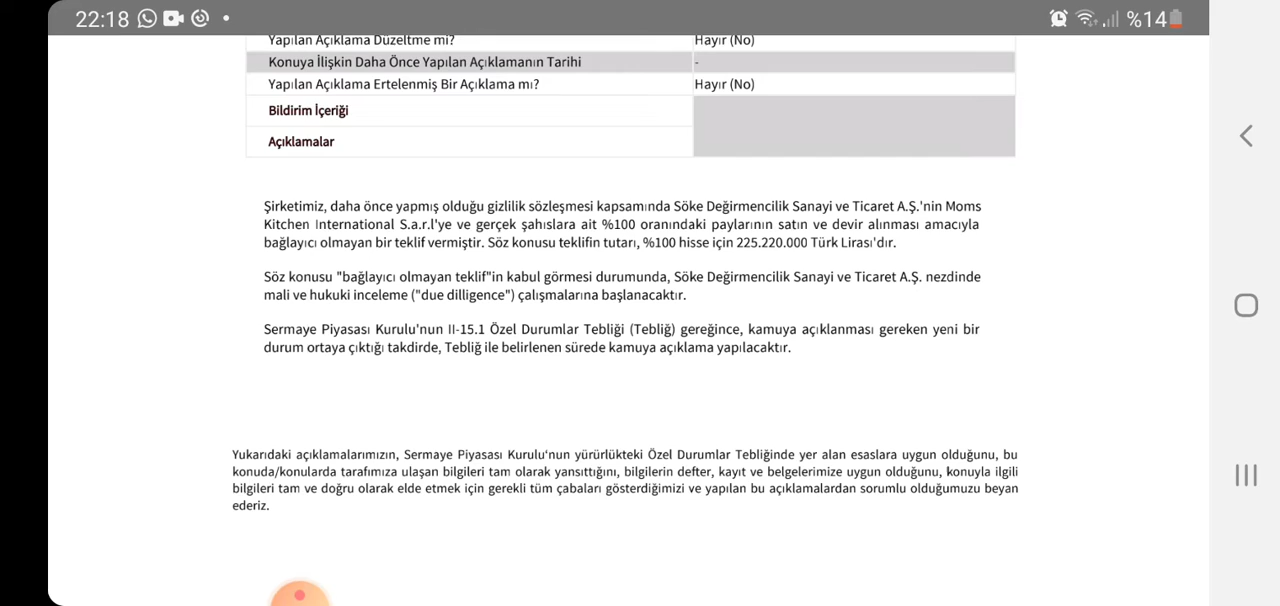 22:18
%14
Yapılan Açıklama Düzeltme mi? Hayır (No)
Konuya İlişkin Daha Önce Yapılan Açıklamanın Tarihi -
Yapılan Açıklama Ertelenmiş Bir Açıklama mı? Hayır (No)
Bildirim İçeriği
Açıklamalar
Şirketimiz, daha önce yapmış olduğu gizlilik sözleşmesi kapsamında Söke Değirmencilik Sanayi ve Ticaret A.Ş.'nin Moms
Kitchen International S.a.r.l'ye ve gerçek şahıslara ait %100 oranındaki paylarının satın ve devir alınması amacıyla
bağlayıcı olmayan bir teklif vermiştir. Söz konusu teklifin tutarı, %100 hisse için 225.220.000 Türk Lirası'dır.
Söz konusu "bağlayıcı olmayan teklif"in kabul görmesi durumunda, Söke Değirmencilik Sanayi ve Ticaret A.Ş. nezdinde
mali ve hukuki inceleme ("due dilligence") çalışmalarına başlanacaktır.
Sermaye Piyasası Kurulu'nun II-15.1 Özel Durumlar Tebliği (Tebliğ) gereğince, kamuya açıklanması gereken yeni bir
durum ortaya çıktığı takdirde, Tebliğ ile belirlenen sürede kamuya açıklama yapılacaktır.
Yukarıdaki açıklamalarımızın, Sermaye Piyasası Kurulu'nun yürürlükteki Özel Durumlar Tebliğinde yer alan esaslara uygun olduğunu, bu
konuda/konularda tarafımıza ulaşan bilgileri tam olarak yansıttığını, bilgilerin defter, kayıt ve belgelerimize uygun olduğunu, konuyla ilgili
bilgileri tam ve doğru olarak elde etmek için gerekli tüm çabaları gösterdiğimizi ve yapılan bu açıklamalardan sorumlu olduğumuzu beyan
ederiz.